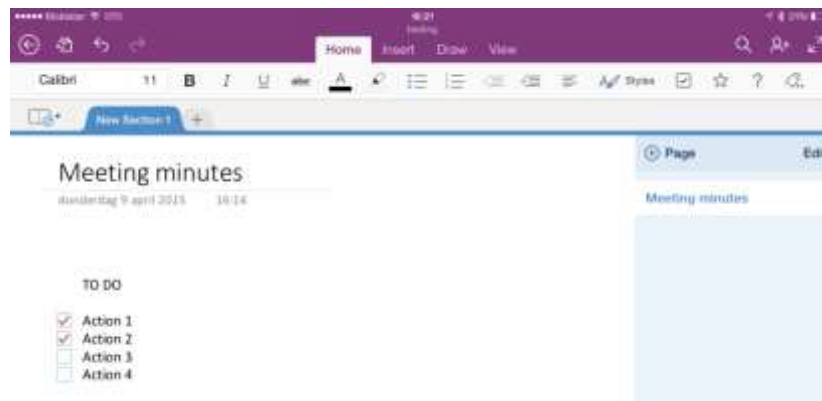 testing
Home Insert Draw View
Calibri 11 B I U abc A Styles ?
New Section 1 +
Page
Meeting minutes
Meeting minutes
donderdag 9 april 2015 16:14
TO DO
Action 1
Action 2
Action 3
Action 4